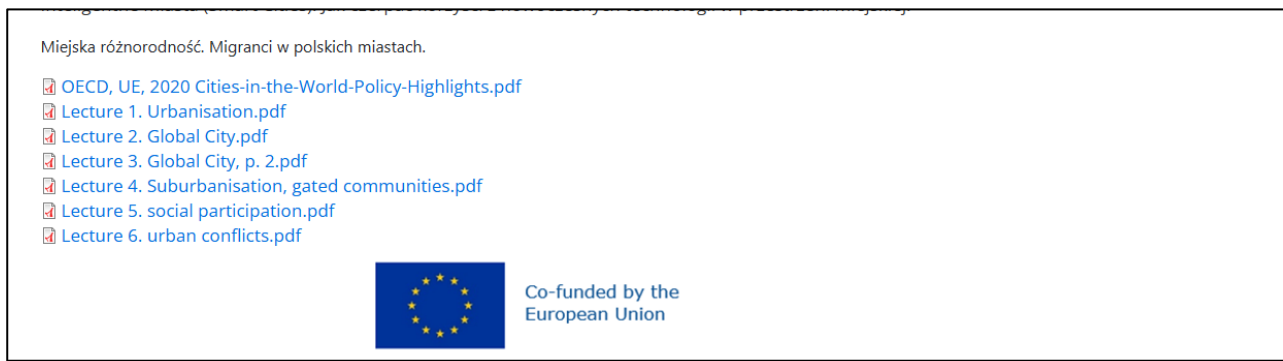 Miejska różnorodność. Migranci w polskich miastach.
OECD, UE, 2020 Cities-in-the-World-Policy-Highlights.pdf
Lecture 1. Urbanisation.pdf
Lecture 2. Global City.pdf
Lecture 3. Global City, p. 2.pdf
Lecture 4. Suburbanisation, gated communities.pdf
Lecture 5. social participation.pdf
Lecture 6. urban conflicts.pdf
Co-funded by the
European Union